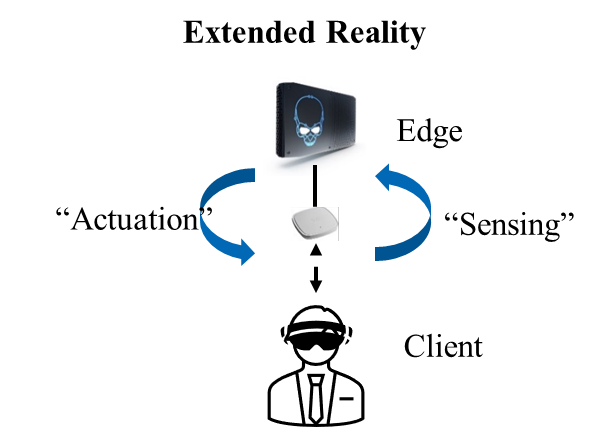 Extended Reality
Edge
“Actuation”
“Sensing”
Client